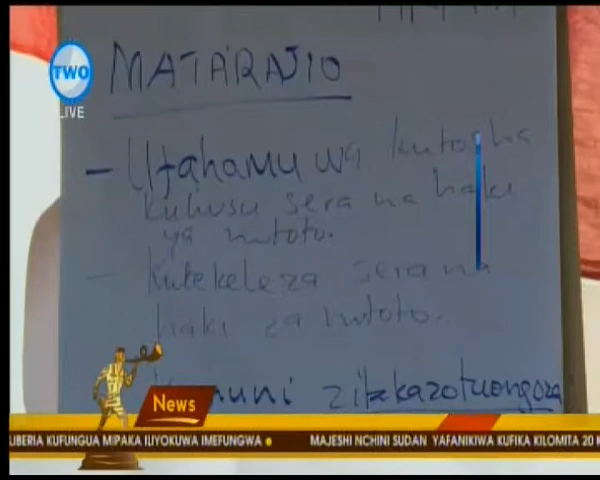 TWO
LIVE
MATARAJIO
- Ufahamu wa kutosha
kuhusu sera na haki
ya mtoto.
- Kutekeleza sera na
haki za mtoto.
zitakazotuongoza
News
LIBERIA KUFUNGUA MIPAKA ILIYOKUWA IMEFUNGWA MAJESHI NCHINI SUDAN YAFANIKIWA KUFIKA KILOMITA 20 K